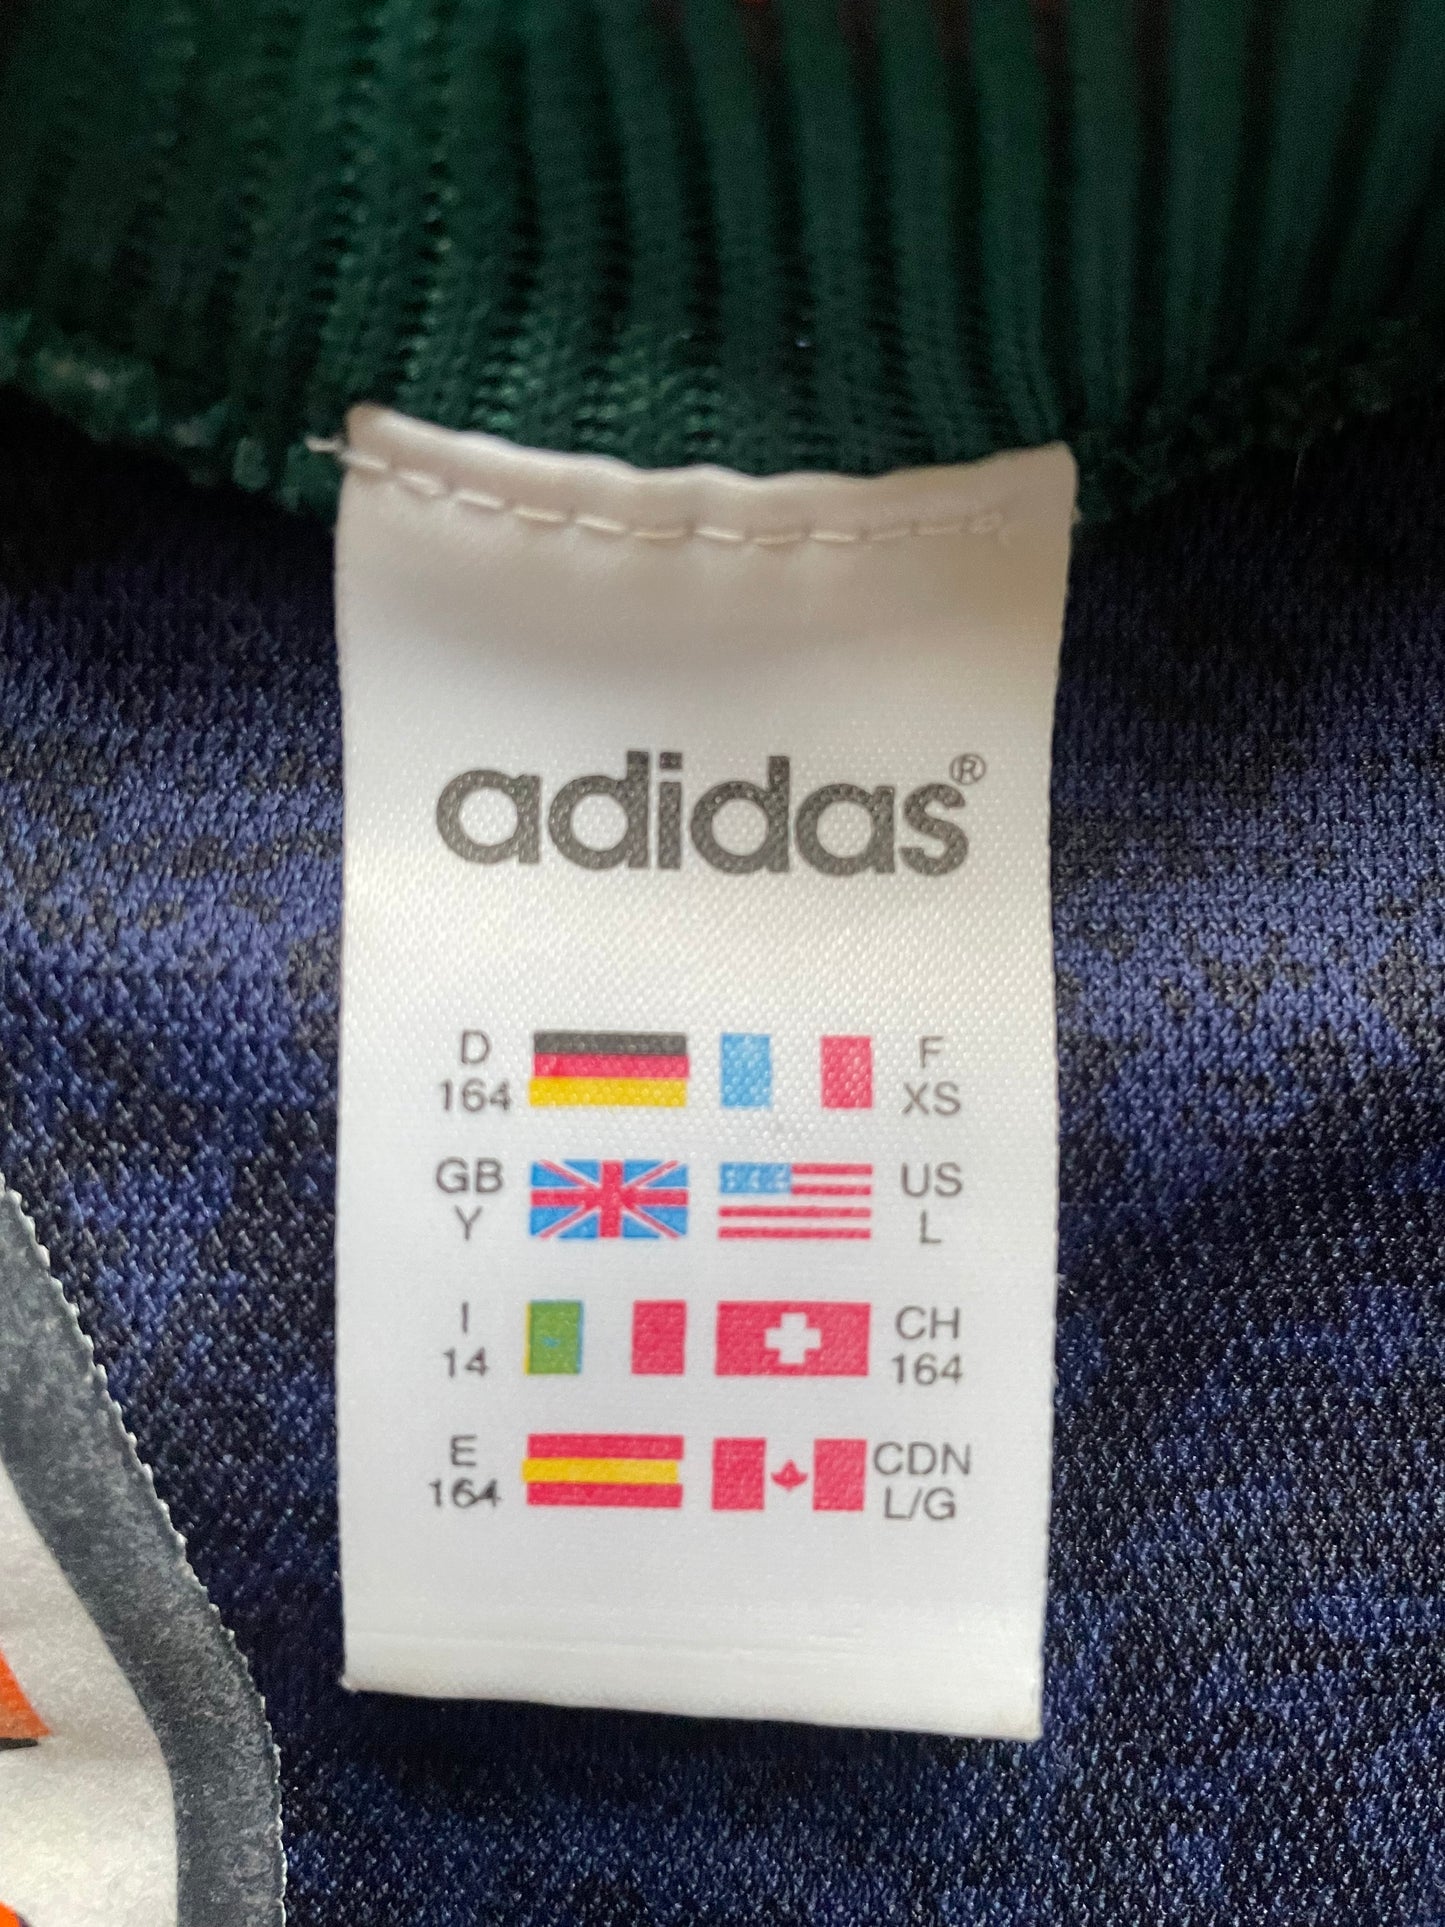 adidas®
D F
164 XS
GB US
Y L
I CH
14 164
E CDN
164 L/G